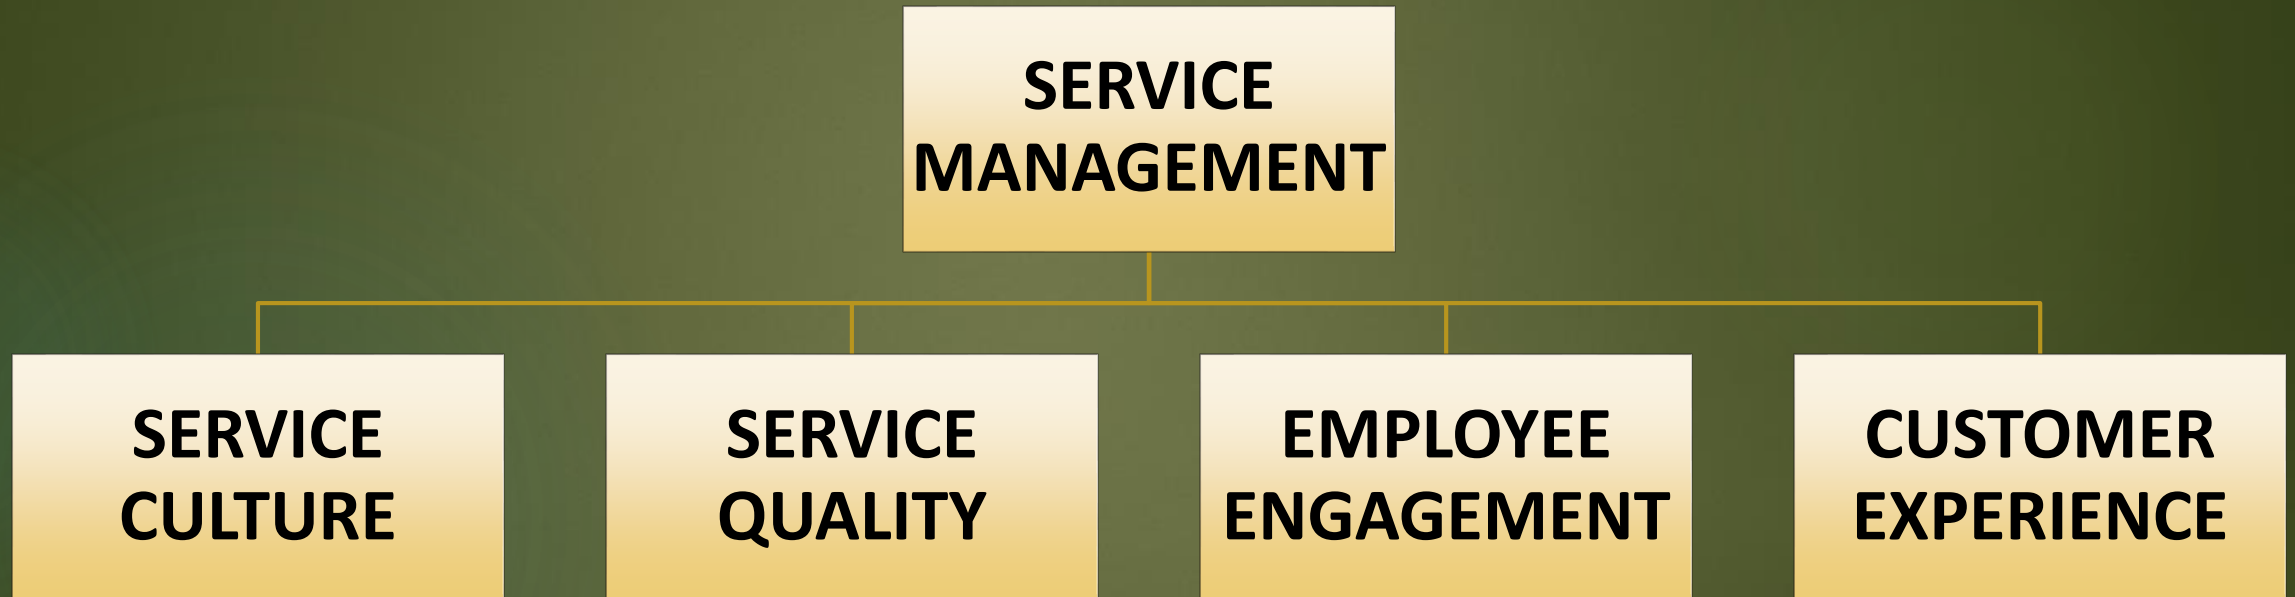 SERVICE
MANAGEMENT
SERVICE
CULTURE
SERVICE
QUALITY
EMPLOYEE
ENGAGEMENT
CUSTOMER
EXPERIENCE